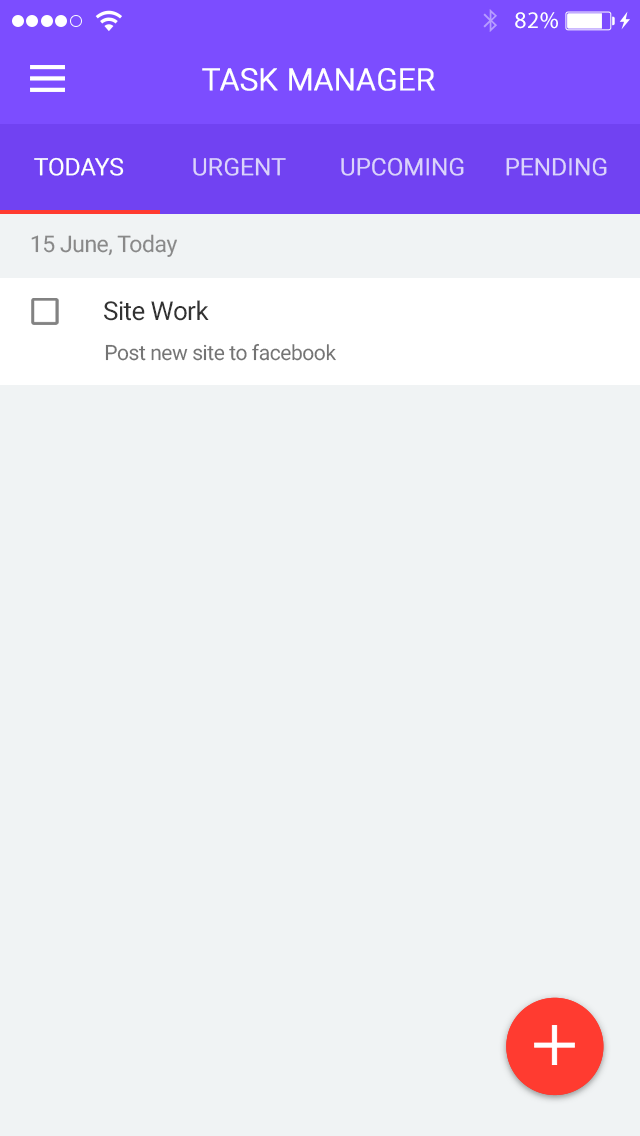 82%
TASK MANAGER
TODAYS URGENT UPCOMING PENDING
15 June, Today
Site Work
Post new site to facebook